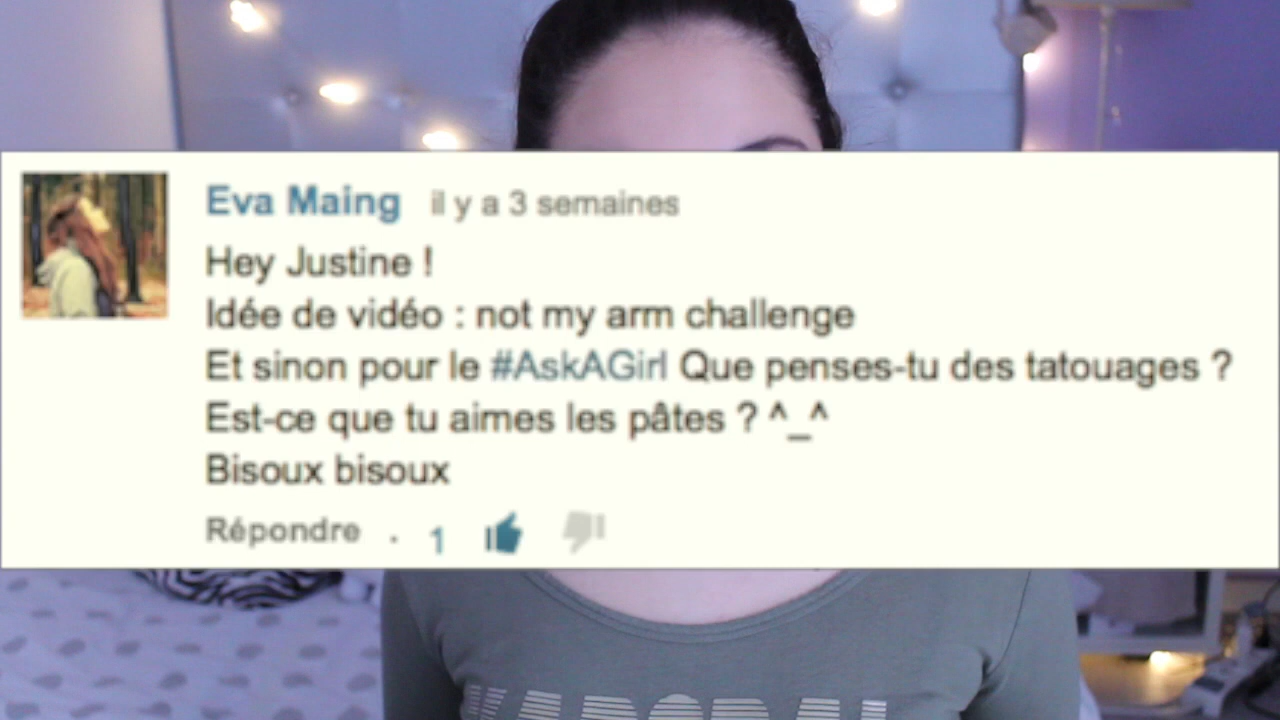 Eva Maing il y a 3 semaines
Hey Justine !
Idée de vidéo : not my arm challenge
Et sinon pour le #AskAGirl Que penses-tu des tatouages ?
Est-ce que tu aimes les pâtes ? ^_^
Bisoux bisoux
Répondre . 1
KAPORAL